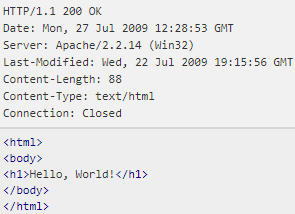 HTTP/1.1 200 OK
Date: Mon, 27 Jul 2009 12:28:53 GMT
Server: Apache/2.2.14 (Win32)
Last-Modified: Wed, 22 Jul 2009 19:15:56 GMT
Content-Length: 88
Content-Type: text/html
Connection: Closed
<html>
<body>
<h1>Hello, World!</h1>
</body>
</html>